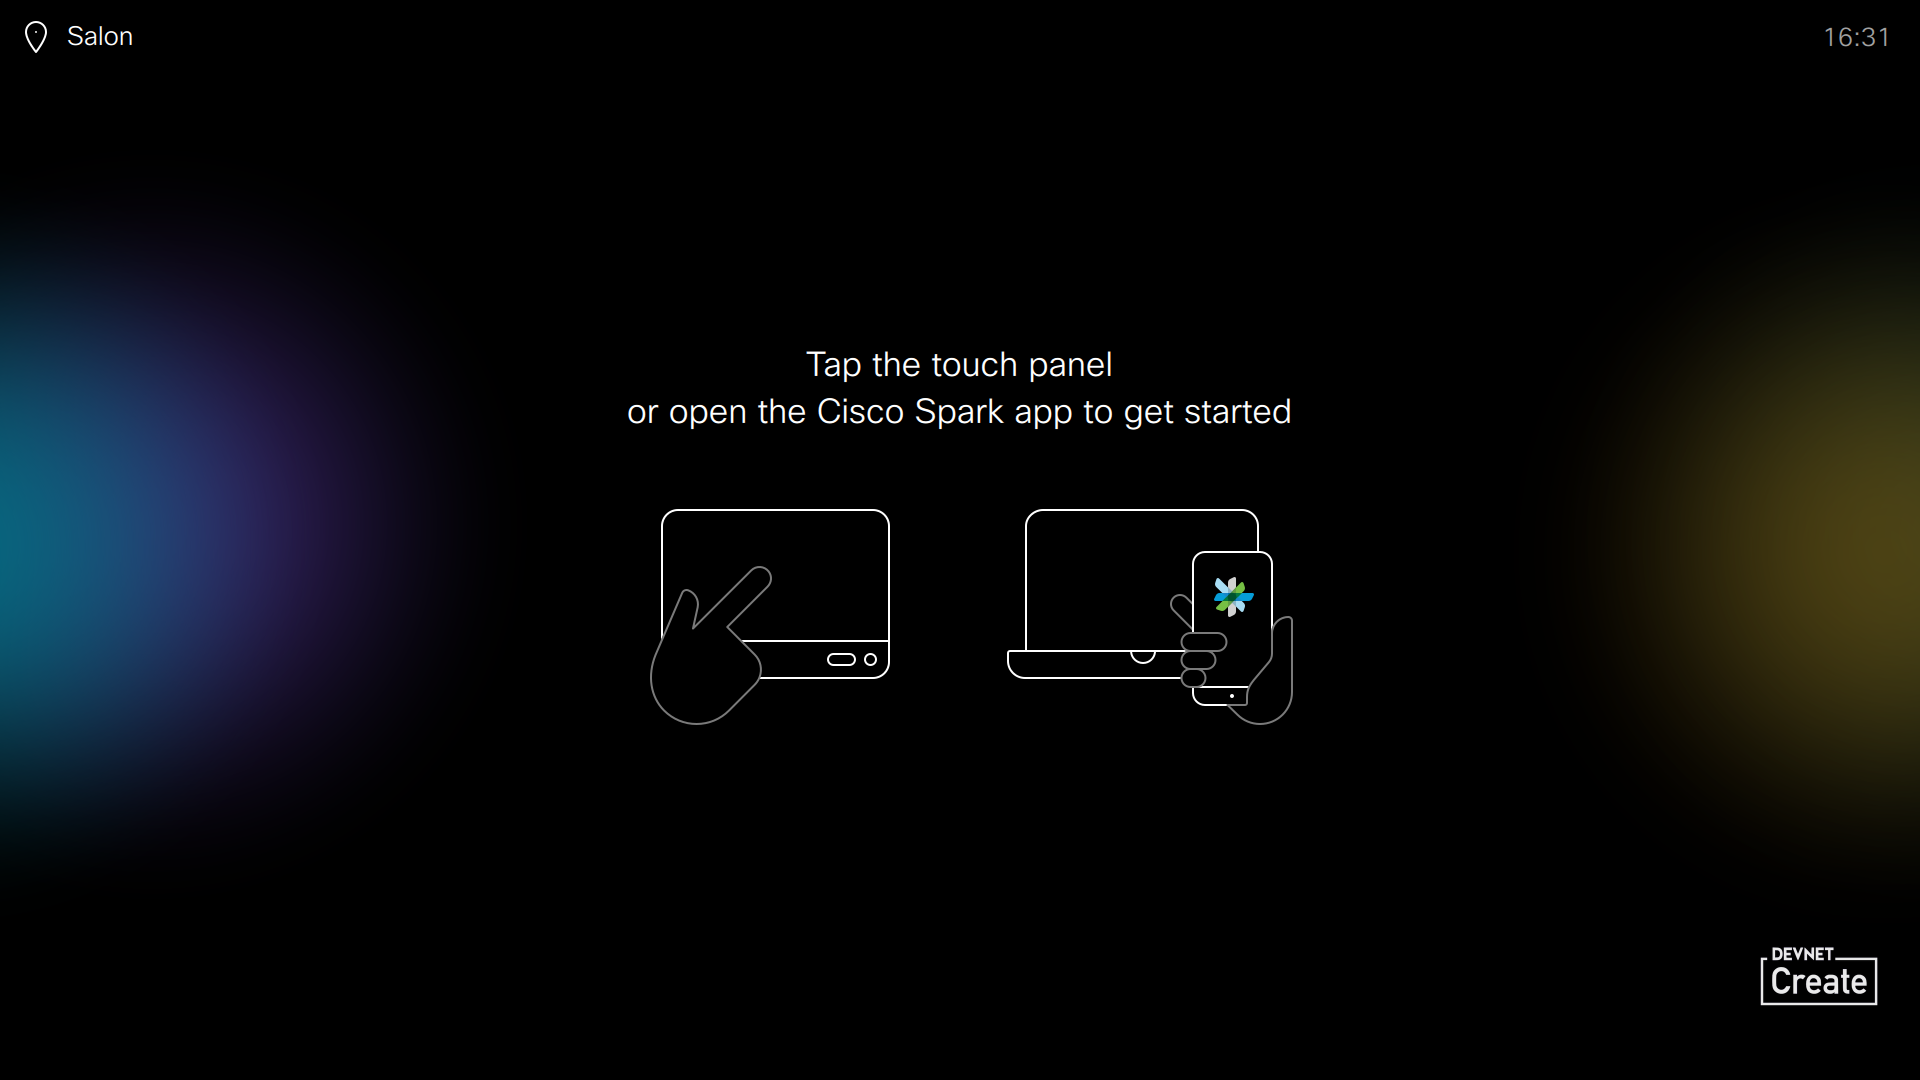 Salon
16:31
Tap the touch panel
or open the Cisco Spark app to get started
DEVNET
Create